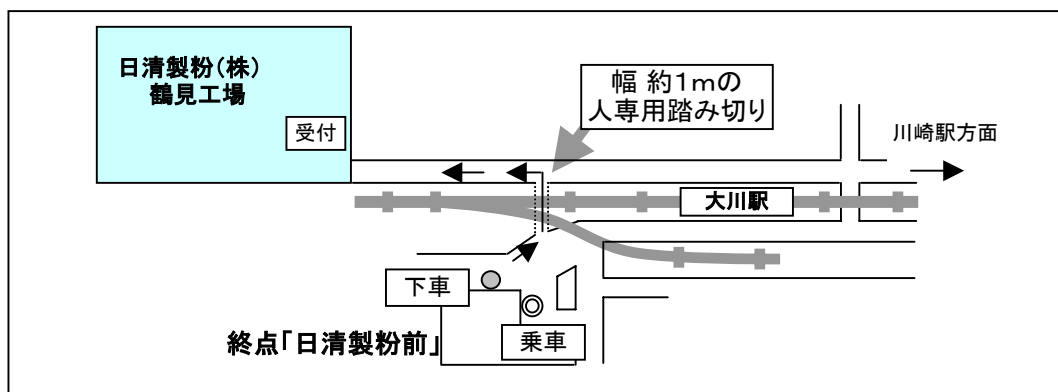 日清製粉(株)
鶴見工場
受付
幅 約1mの
人専用踏み切り
川崎駅方面
大川駅
下車
終点「日清製粉前」
乗車